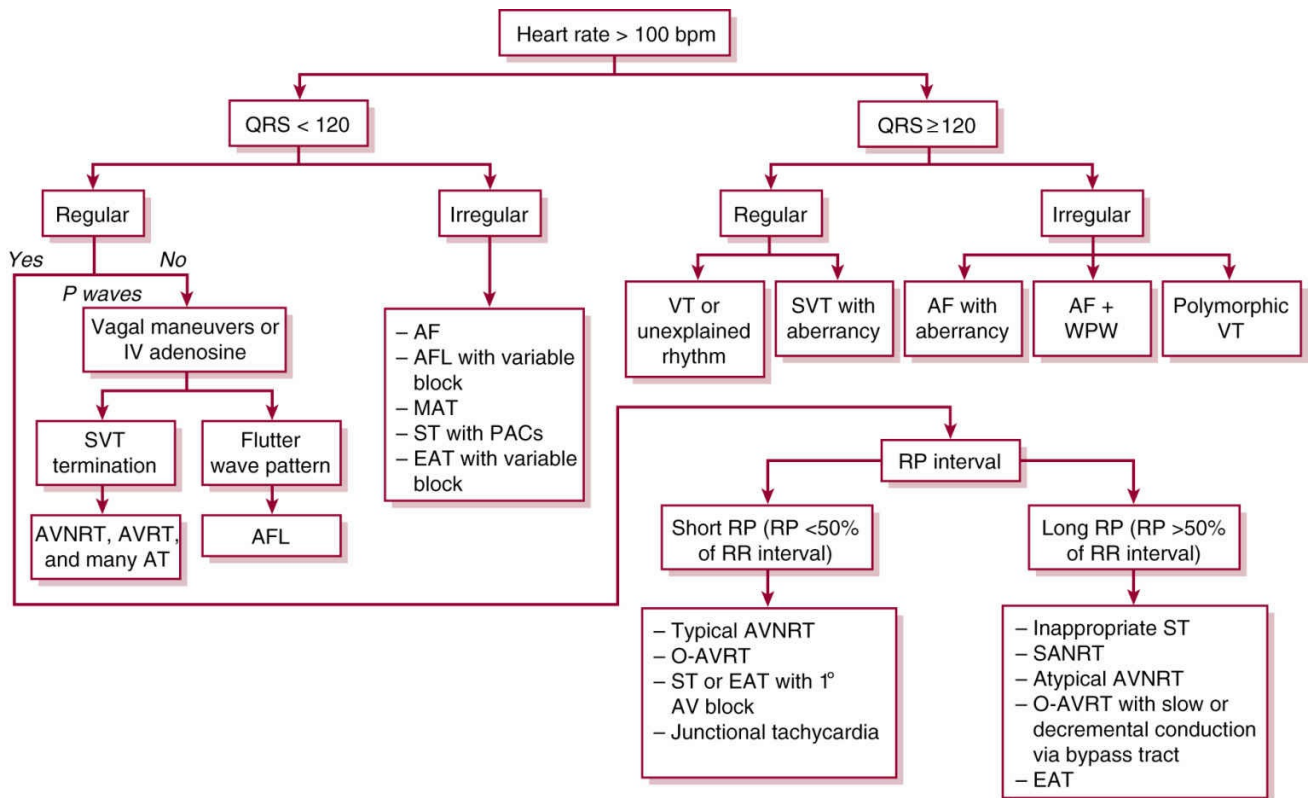 Heart rate > 100 bpm
QRS < 120
QRS ≥ 120
Regular
Irregular
Regular
Irregular
Yes
No
P waves
Vagal maneuvers or
IV adenosine
SVT
termination
Flutter
wave pattern
AVNRT, AVRT,
and many AT
AFL
– AF
– AFL with variable
block
– MAT
– ST with PACs
– EAT with variable
block
VT or
unexplained
rhythm
SVT with
aberrancy
AF with
aberrancy
AF +
WPW
Polymorphic
VT
RP interval
Short RP (RP <50%
of RR interval)
Long RP (RP >50%
of RR interval)
– Typical AVNRT
– O-AVRT
– ST or EAT with 1°
AV block
– Junctional tachycardia
– Inappropriate ST
– SANRT
– Atypical AVNRT
– O-AVRT with slow or
decremental conduction
via bypass tract
– EAT